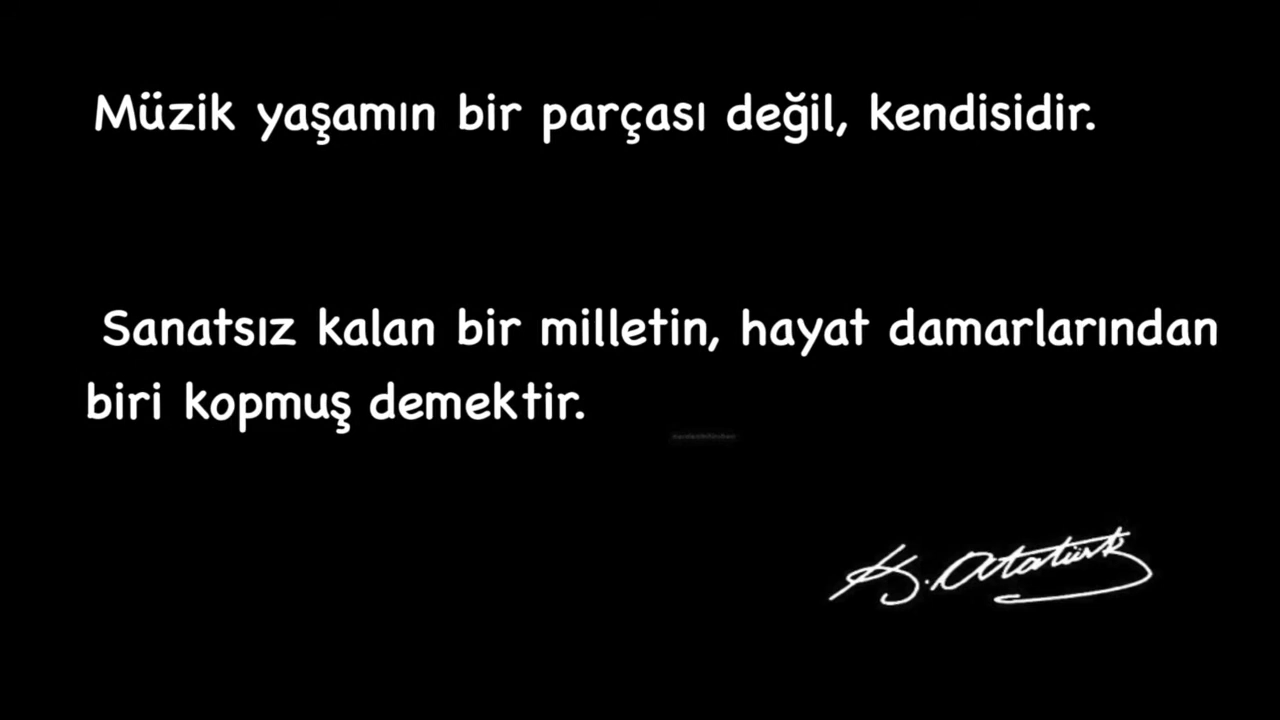 Müzik yaşamın bir parçası değil, kendisidir.
Sanatsız kalan bir milletin, hayat damarlarından
biri kopmuş demektir.
K. Atatürk